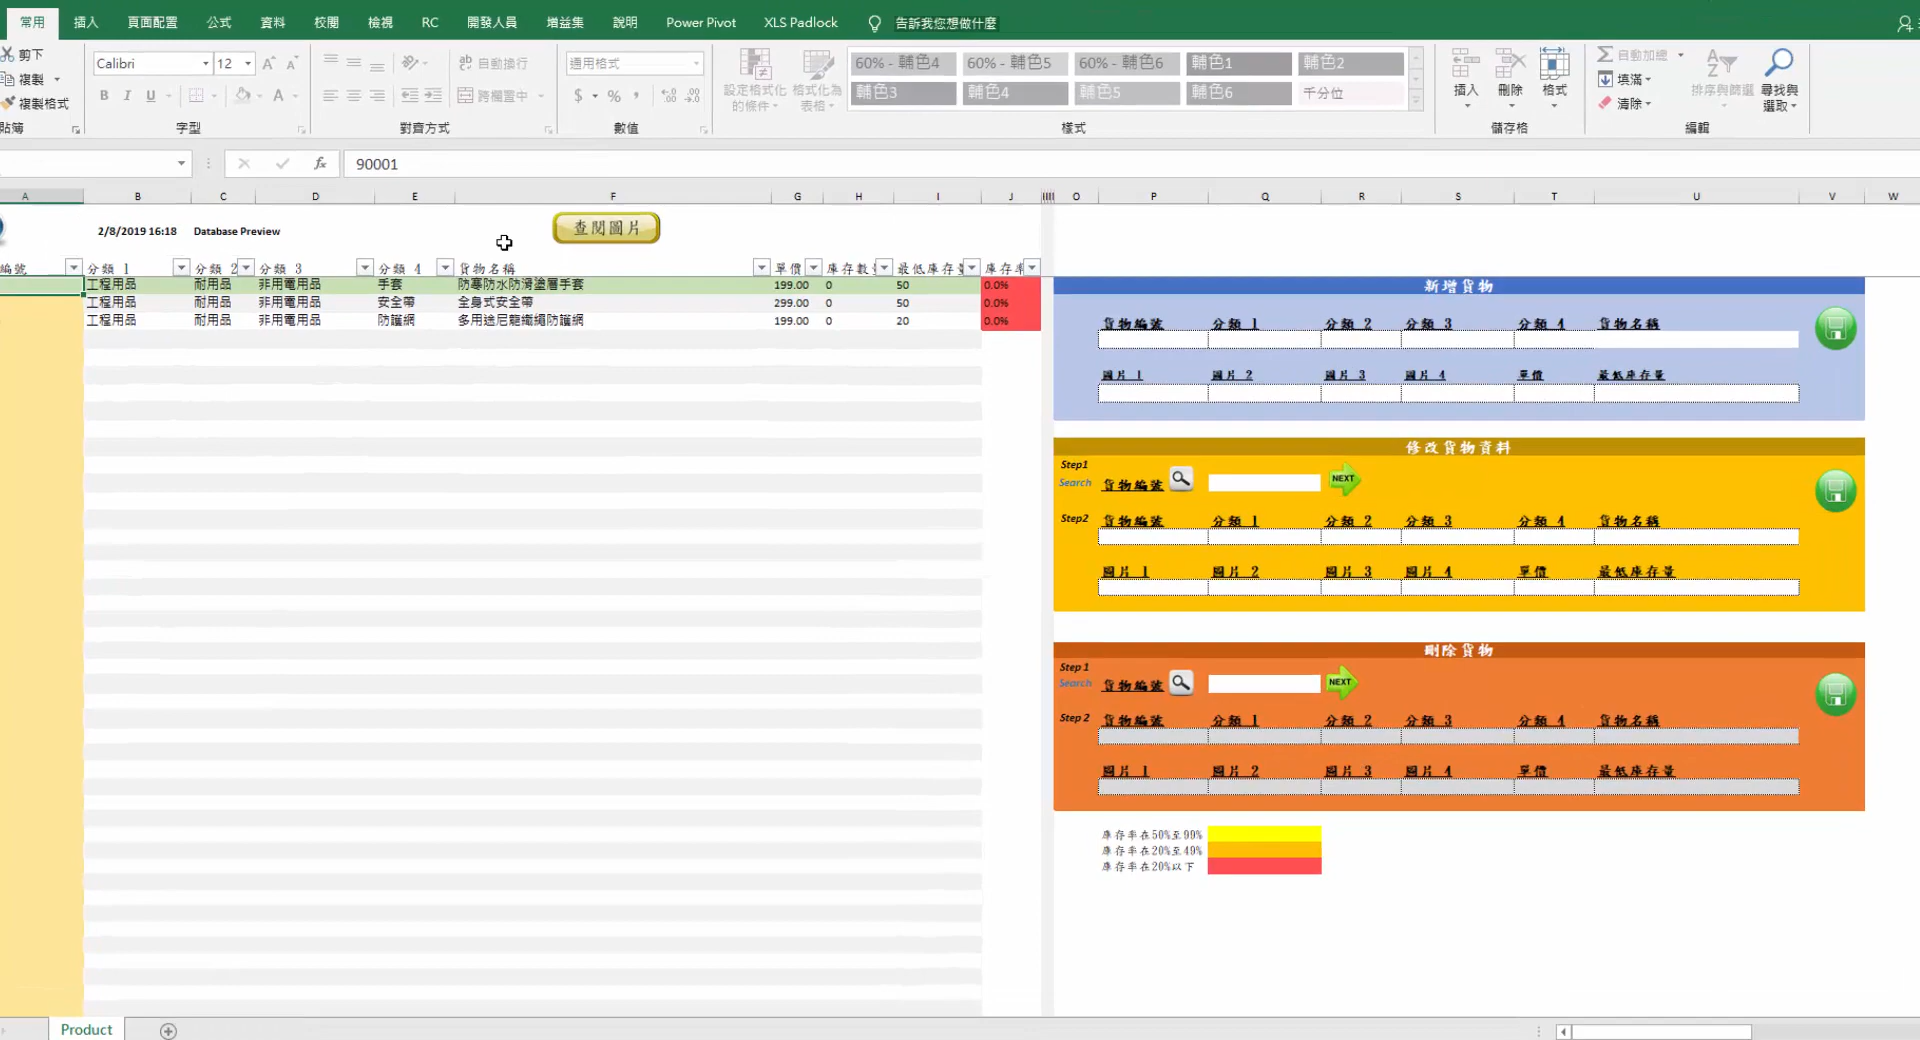 常用 插入 頁面配置 公式 資料 校閱 檢視 RC 開發人員 增益集 說明 Power Pivot XLS Padlock 告訴我您想做什麼
剪下
複製
複製格式
貼簿
Calibri 12
B I U
字型
自動換行
跨欄置中
對齊方式
通用格式
$ % ,
數值
設定格式化的條件
格式化為表格
60% - 輔色4 60% - 輔色5 60% - 輔色6 輔色1 輔色2
輔色3 輔色4 輔色5 輔色6 千分位
樣式
插入 刪除 格式
儲存格
自動加總
填滿
清除
排序與篩選
尋找與選取
編輯
fx 90001
A B C D E F G H I J O P Q R S T U V W
2/8/2019 16:18 Database Preview 查閱圖片
編號 分類 1 分類 2 分類 3 分類 4 貨物名稱 單價 庫存數 最低庫存 庫存率
工程用品 耐用品 非用電用品 手套 防寒防水防滑塗層手套 199.00 0 50 0.0%
工程用品 耐用品 非用電用品 安全帶 全身式安全帶 299.00 0 50 0.0%
工程用品 耐用品 非用電用品 防護網 多用途尼龍織繩防護網 199.00 0 20 0.0%
新增貨物
貨物編號 分類 1 分類 2 分類 3 分類 4 貨物名稱
圖片 1 圖片 2 圖片 3 圖片 4 單價 最低庫存量
修改貨物資料
Step1
Search 貨物編號 NEXT
Step2 貨物編號 分類 1 分類 2 分類 3 分類 4 貨物名稱
圖片 1 圖片 2 圖片 3 圖片 4 單價 最低庫存量
刪除貨物
Step 1
Search 貨物編號 NEXT
Step 2 貨物編號 分類 1 分類 2 分類 3 分類 4 貨物名稱
圖片 1 圖片 2 圖片 3 圖片 4 單價 最低庫存量
庫存率在50%至99%
庫存率在20%至49%
庫存率在20%以下
Product